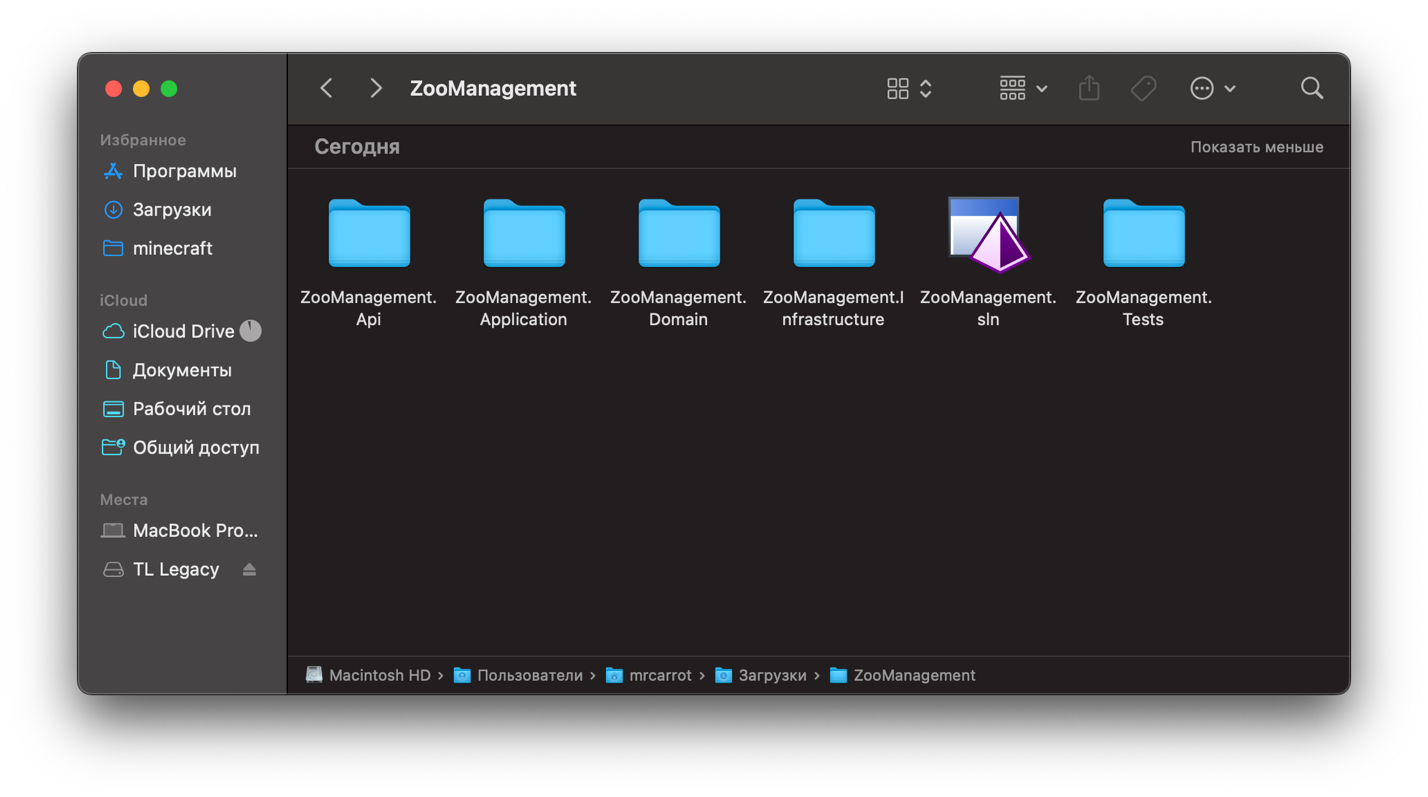 ZooManagement
Избранное
Программы
Загрузки
minecraft
iCloud
iCloud Drive
Документы
Рабочий стол
Общий доступ
Места
MacBook Pro...
TL Legacy
Сегодня
Показать меньше
ZooManagement.
Api
ZooManagement.
Application
ZooManagement.
Domain
ZooManagement.I
nfrastructure
ZooManagement.
sln
ZooManagement.
Tests
Macintosh HD › Пользователи › mrcarrot › Загрузки › ZooManagement